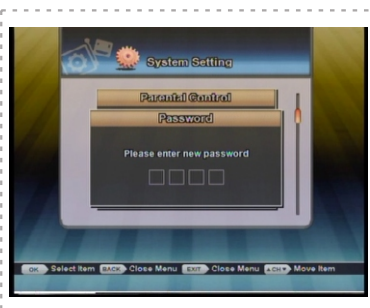 System Setting
Parental Control
Password
Please enter new password
OK Select Item BACK Close Menu EXIT Close Menu ▲CH▼ Move Item